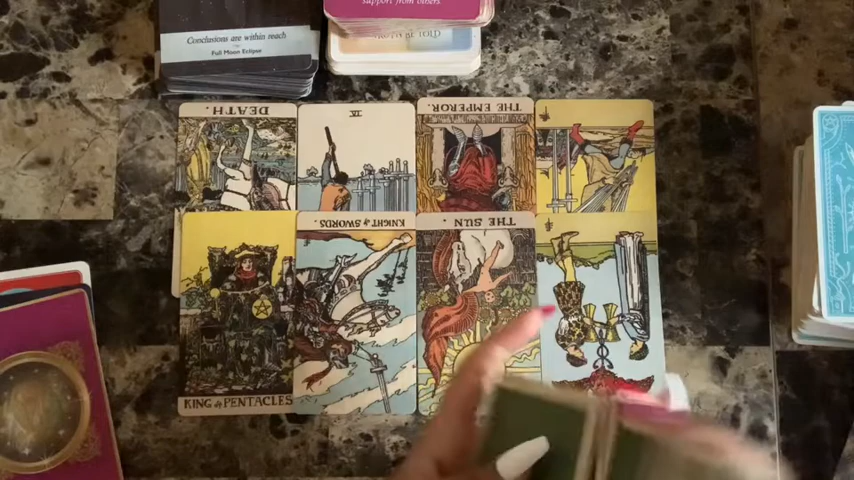 support from others
Conclusions are within reach
FULL MOON ECLIPSE
DEATH.
VI
THE EMPEROR.
KNIGHT of SWORDS.
THE SUN.
KING of PENTACLES.